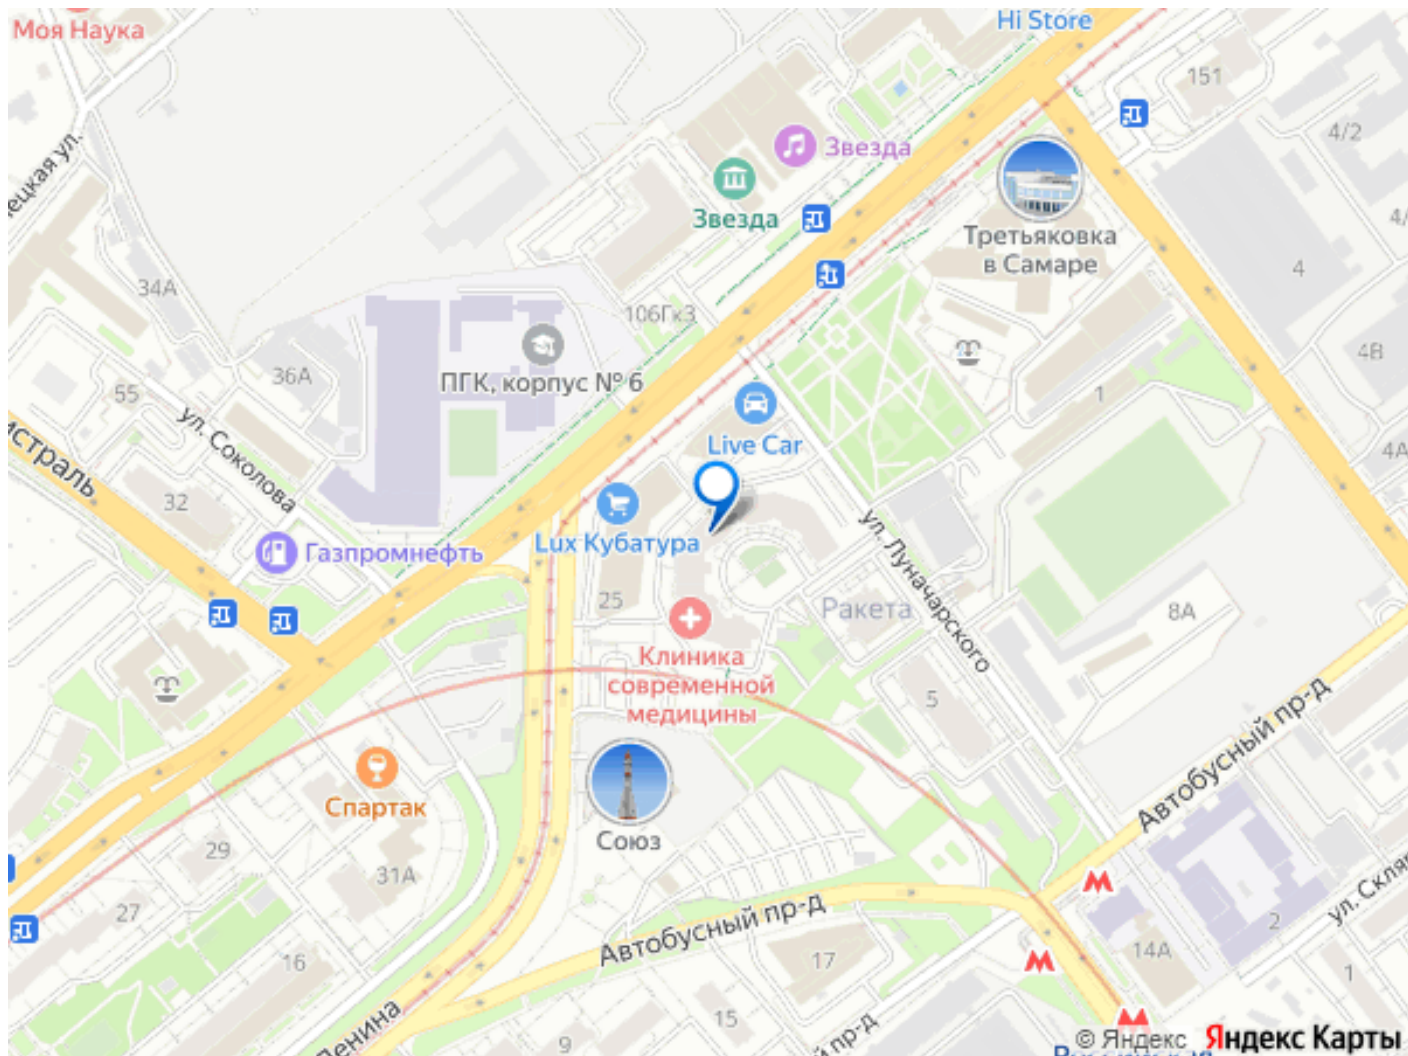 Hi Store
Моя Наука
151
4/2
Звезда
Звезда
Третьяковка
в Самаре
4
34А
106Гк3
36А
ПГК, корпус № 6
4В
55
1
ул. Соколова
Live Car
4А
32
Lux Кубатура
Газпромнефть
ул. Луначарского
25
Ракета
8А
Клиника
современной
медицины
5
Автобусный пр-д
Спартак
Союз
29
31А
27
Автобусный пр-д
2
14А
16
17
1
15
9
© Яндекс
Яндекс Карты